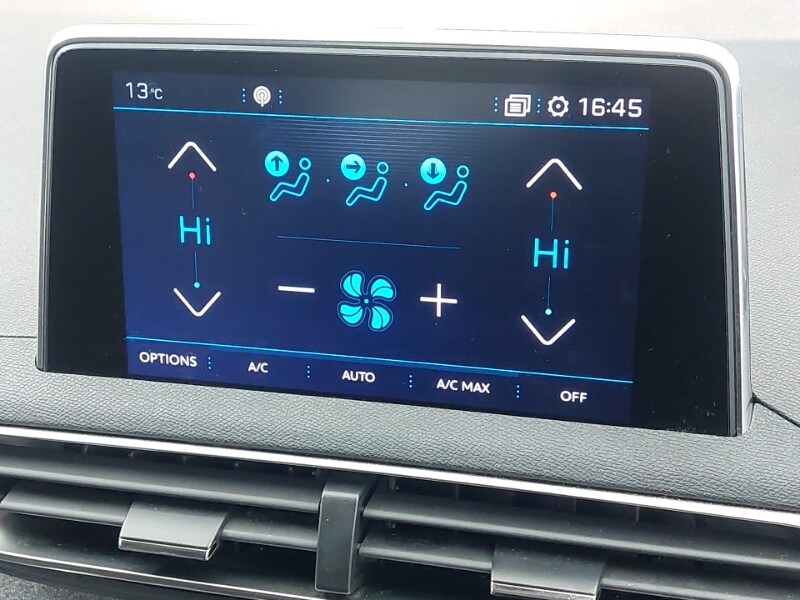 13°C
16:45
Hi
Hi
OPTIONS A/C AUTO A/C MAX OFF